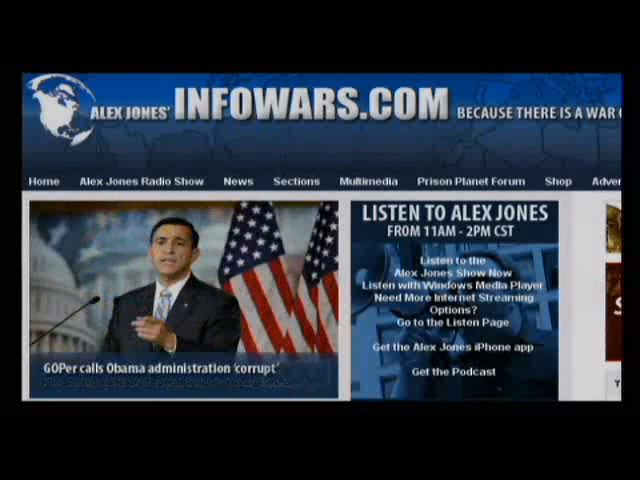 ALEX JONES' INFOWARS.COM BECAUSE THERE IS A WAR
Home Alex Jones Radio Show News Sections Multimedia Prison Planet Forum Shop Adver
LISTEN TO ALEX JONES
FROM 11AM - 2PM CST
Listen to the
Alex Jones Show Now
Listen with Windows Media Player
Need More Internet Streaming
Options?
Go to the Listen Page
Get the Alex Jones iPhone app
Get the Podcast
GOPer calls Obama administration 'corrupt'